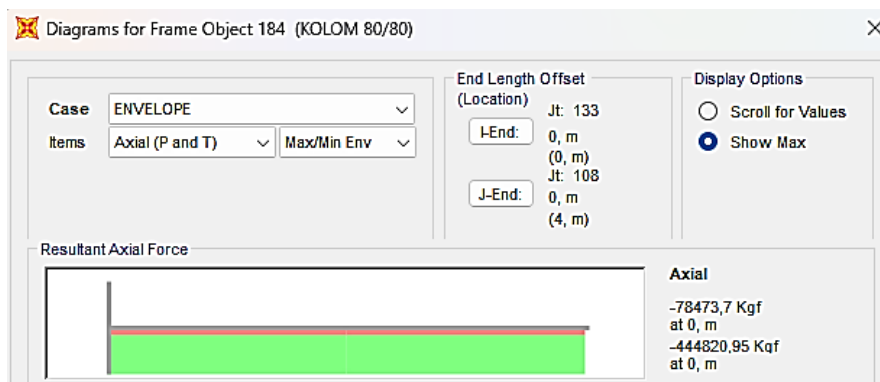 Diagrams for Frame Object 184 (KOLOM 80/80)
Case ENVELOPE
Items Axial (P and T) Max/Min Env
End Length Offset
(Location)
I-End:
Jt: 133
0, m
(0, m)
J-End:
Jt: 108
0, m
(4, m)
Display Options
Scroll for Values
Show Max
Resultant Axial Force
Axial
-78473,7 Kgf
at 0, m
-444820,95 Kgf
at 0, m